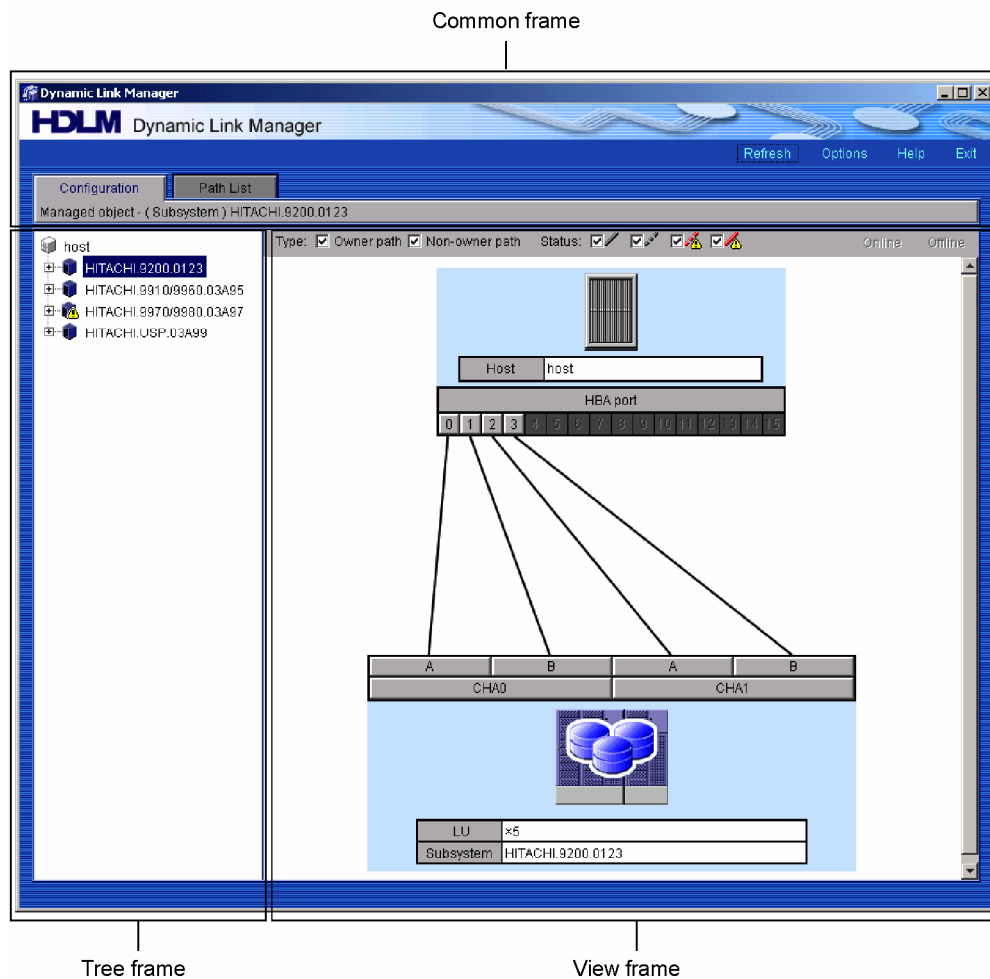 Common frame
Dynamic Link Manager
HDLM Dynamic Link Manager
Refresh Options Help Exit
Configuration Path List
Managed object - ( Subsystem ) HITACHI.9200.0123
host
HITACHI.9200.0123
HITACHI.9910/9960.03A95
HITACHI.9970/9980.03A97
HITACHI.USP.03A99
Type: Owner path Non-owner path Status: Online Offline
Host host
HBA port
0 1 2 3 4 5 6 7 8 9 10 11 12 13 14 15
A B A B
CHA0 CHA1
LU ×5
Subsystem HITACHI.9200.0123
Tree frame View frame